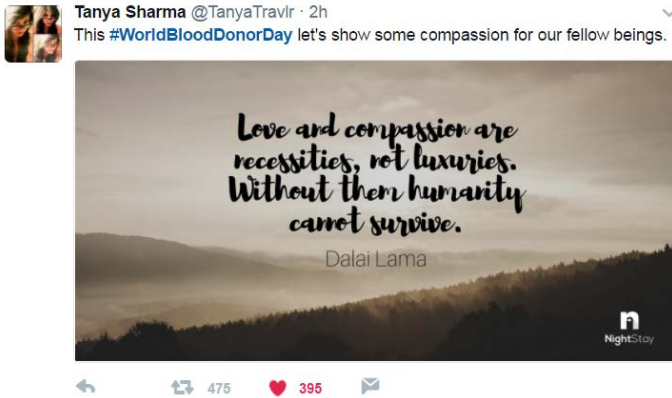 Tanya Sharma @TanyaTravlr · 2h
This #WorldBloodDonorDay let's show some compassion for our fellow beings.
Love and compassion are
necessities, not luxuries.
Without them humanity
cannot survive.
Dalai Lama
n
NightStay
475 395